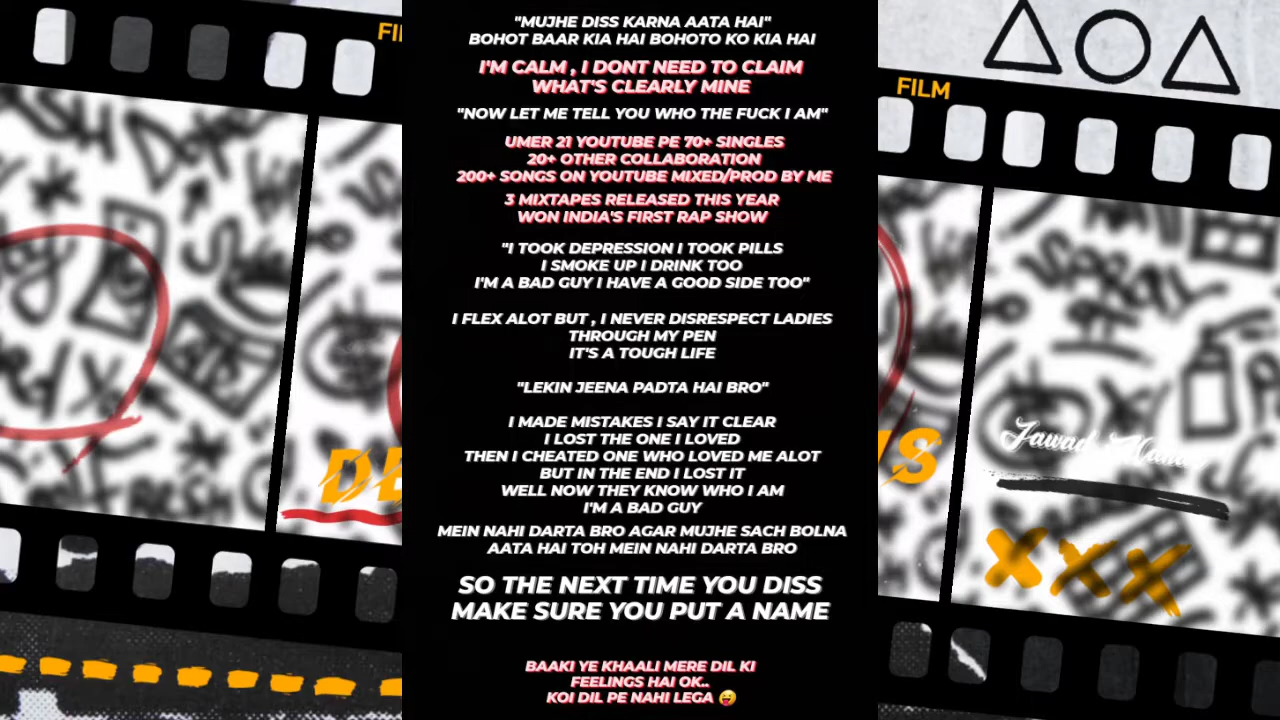 "MUJHE DISS KARNA AATA HAI"
BOHOT BAAR KIA HAI BOHOTO KO KIA HAI
I'M CALM , I DONT NEED TO CLAIM
WHAT'S CLEARLY MINE
"NOW LET ME TELL YOU WHO THE FUCK I AM"
UMER 21 YOUTUBE PE 70+ SINGLES
20+ OTHER COLLABORATION
200+ SONGS ON YOUTUBE MIXED/PROD BY ME
3 MIXTAPES RELEASED THIS YEAR
WON INDIA'S FIRST RAP SHOW
"I TOOK DEPRESSION I TOOK PILLS
I SMOKE UP I DRINK TOO
I'M A BAD GUY I HAVE A GOOD SIDE TOO"
I FLEX ALOT BUT , I NEVER DISRESPECT LADIES
THROUGH MY PEN
IT'S A TOUGH LIFE
"LEKIN JEENA PADTA HAI BRO"
I MADE MISTAKES I SAY IT CLEAR
I LOST THE ONE I LOVED
THEN I CHEATED ONE WHO LOVED ME ALOT
BUT IN THE END I LOST IT
WELL NOW THEY KNOW WHO I AM
I'M A BAD GUY
MEIN NAHI DARTA BRO AGAR MUJHE SACH BOLNA
AATA HAI TOH MEIN NAHI DARTA BRO
SO THE NEXT TIME YOU DISS
MAKE SURE YOU PUT A NAME
BAAKI YE KHAALI MERE DIL KI
FEELINGS HAI OK..
KOI DIL PE NAHI LEGA 😜
FILM
Jawad
XXX